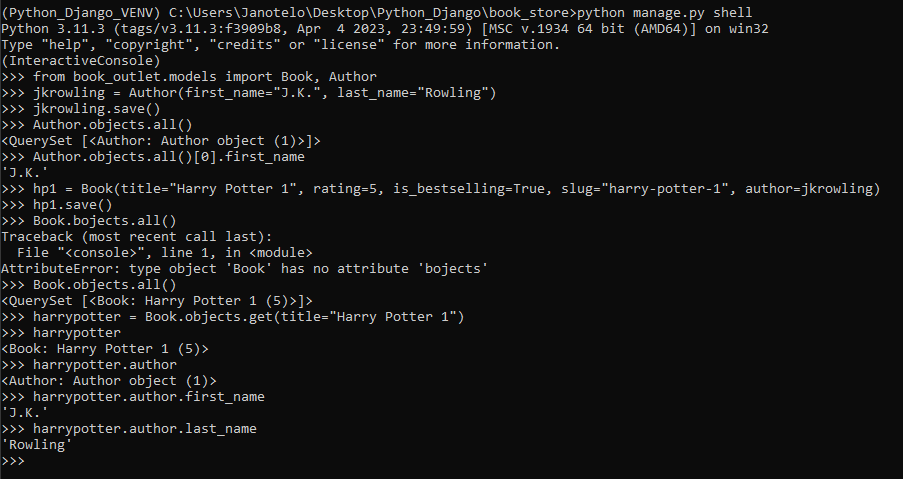 (Python_Django_VENV) C:\Users\Janotelo\Desktop\Python_Django\book_store>python manage.py shell
Python 3.11.3 (tags/v3.11.3:f3909b8, Apr  4 2023, 23:49:59) [MSC v.1934 64 bit (AMD64)] on win32
Type "help", "copyright", "credits" or "license" for more information.
(InteractiveConsole)
>>> from book_outlet.models import Book, Author
>>> jkrowling = Author(first_name="J.K.", last_name="Rowling")
>>> jkrowling.save()
>>> Author.objects.all()
<QuerySet [<Author: Author object (1)>]>
>>> Author.objects.all()[0].first_name
'J.K.'
>>> hp1 = Book(title="Harry Potter 1", rating=5, is_bestselling=True, slug="harry-potter-1", author=jkrowling)
>>> hp1.save()
>>> Book.bojects.all()
Traceback (most recent call last):
  File "<console>", line 1, in <module>
AttributeError: type object 'Book' has no attribute 'bojects'
>>> Book.objects.all()
<QuerySet [<Book: Harry Potter 1 (5)>]>
>>> harrypotter = Book.objects.get(title="Harry Potter 1")
>>> harrypotter
<Book: Harry Potter 1 (5)>
>>> harrypotter.author
<Author: Author object (1)>
>>> harrypotter.author.first_name
'J.K.'
>>> harrypotter.author.last_name
'Rowling'
>>>